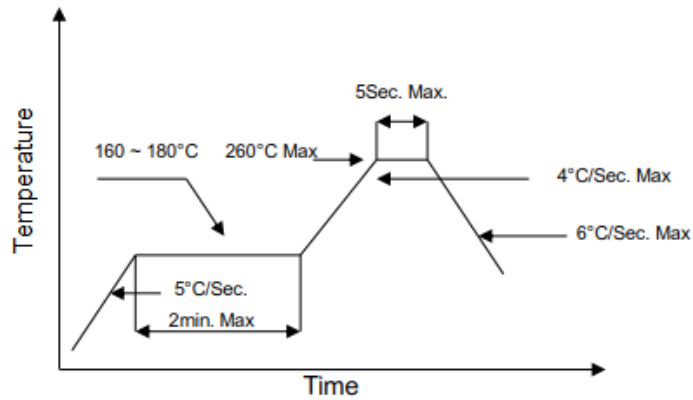 5Sec. Max.
160 ~ 180°C
260°C Max
4°C/Sec. Max
6°C/Sec. Max
5°C/Sec.
2min. Max
Temperature
Time